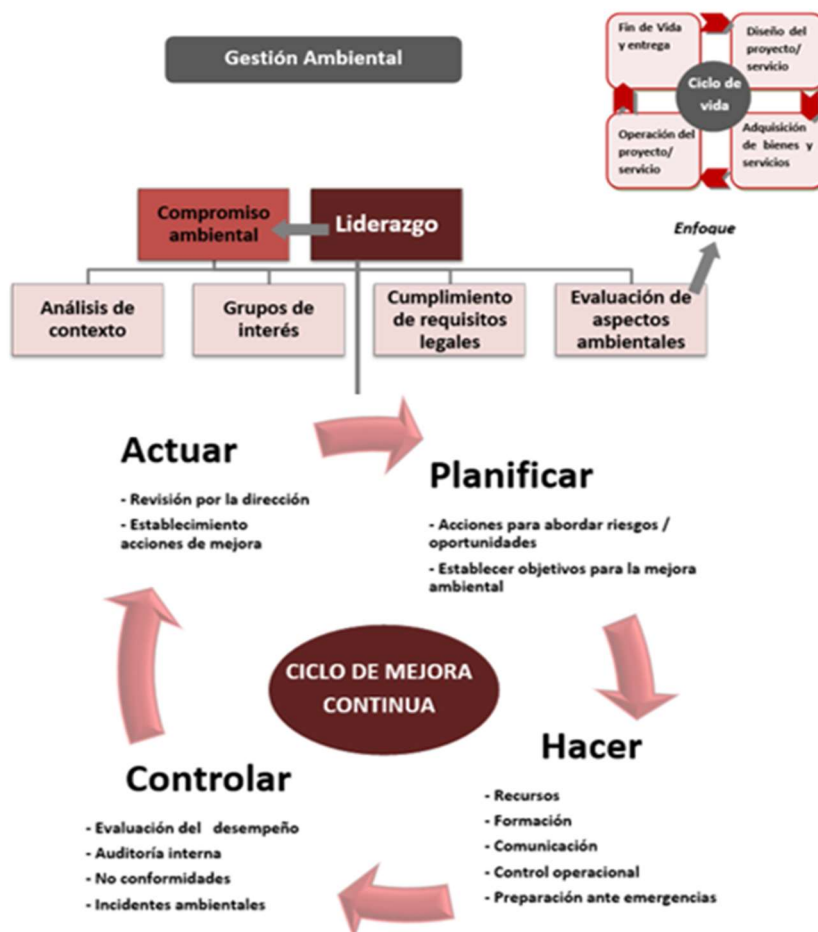 Gestión Ambiental
Fin de Vida
y entrega
Diseño del
proyecto/
servicio
Ciclo de
vida
Operación del
proyecto/
servicio
Adquisición
de bienes y
servicios
Enfoque
Compromiso
ambiental
Liderazgo
Análisis de
contexto
Grupos de
interés
Cumplimiento
de requisitos
legales
Evaluación de
aspectos
ambientales
Actuar
- Revisión por la dirección
- Establecimiento
acciones de mejora
Planificar
- Acciones para abordar riesgos /
oportunidades
- Establecer objetivos para la mejora
ambiental
CICLO DE MEJORA
CONTINUA
Hacer
- Recursos
- Formación
- Comunicación
- Control operacional
- Preparación ante emergencias
Controlar
- Evaluación del desempeño
- Auditoría interna
- No conformidades
- Incidentes ambientales